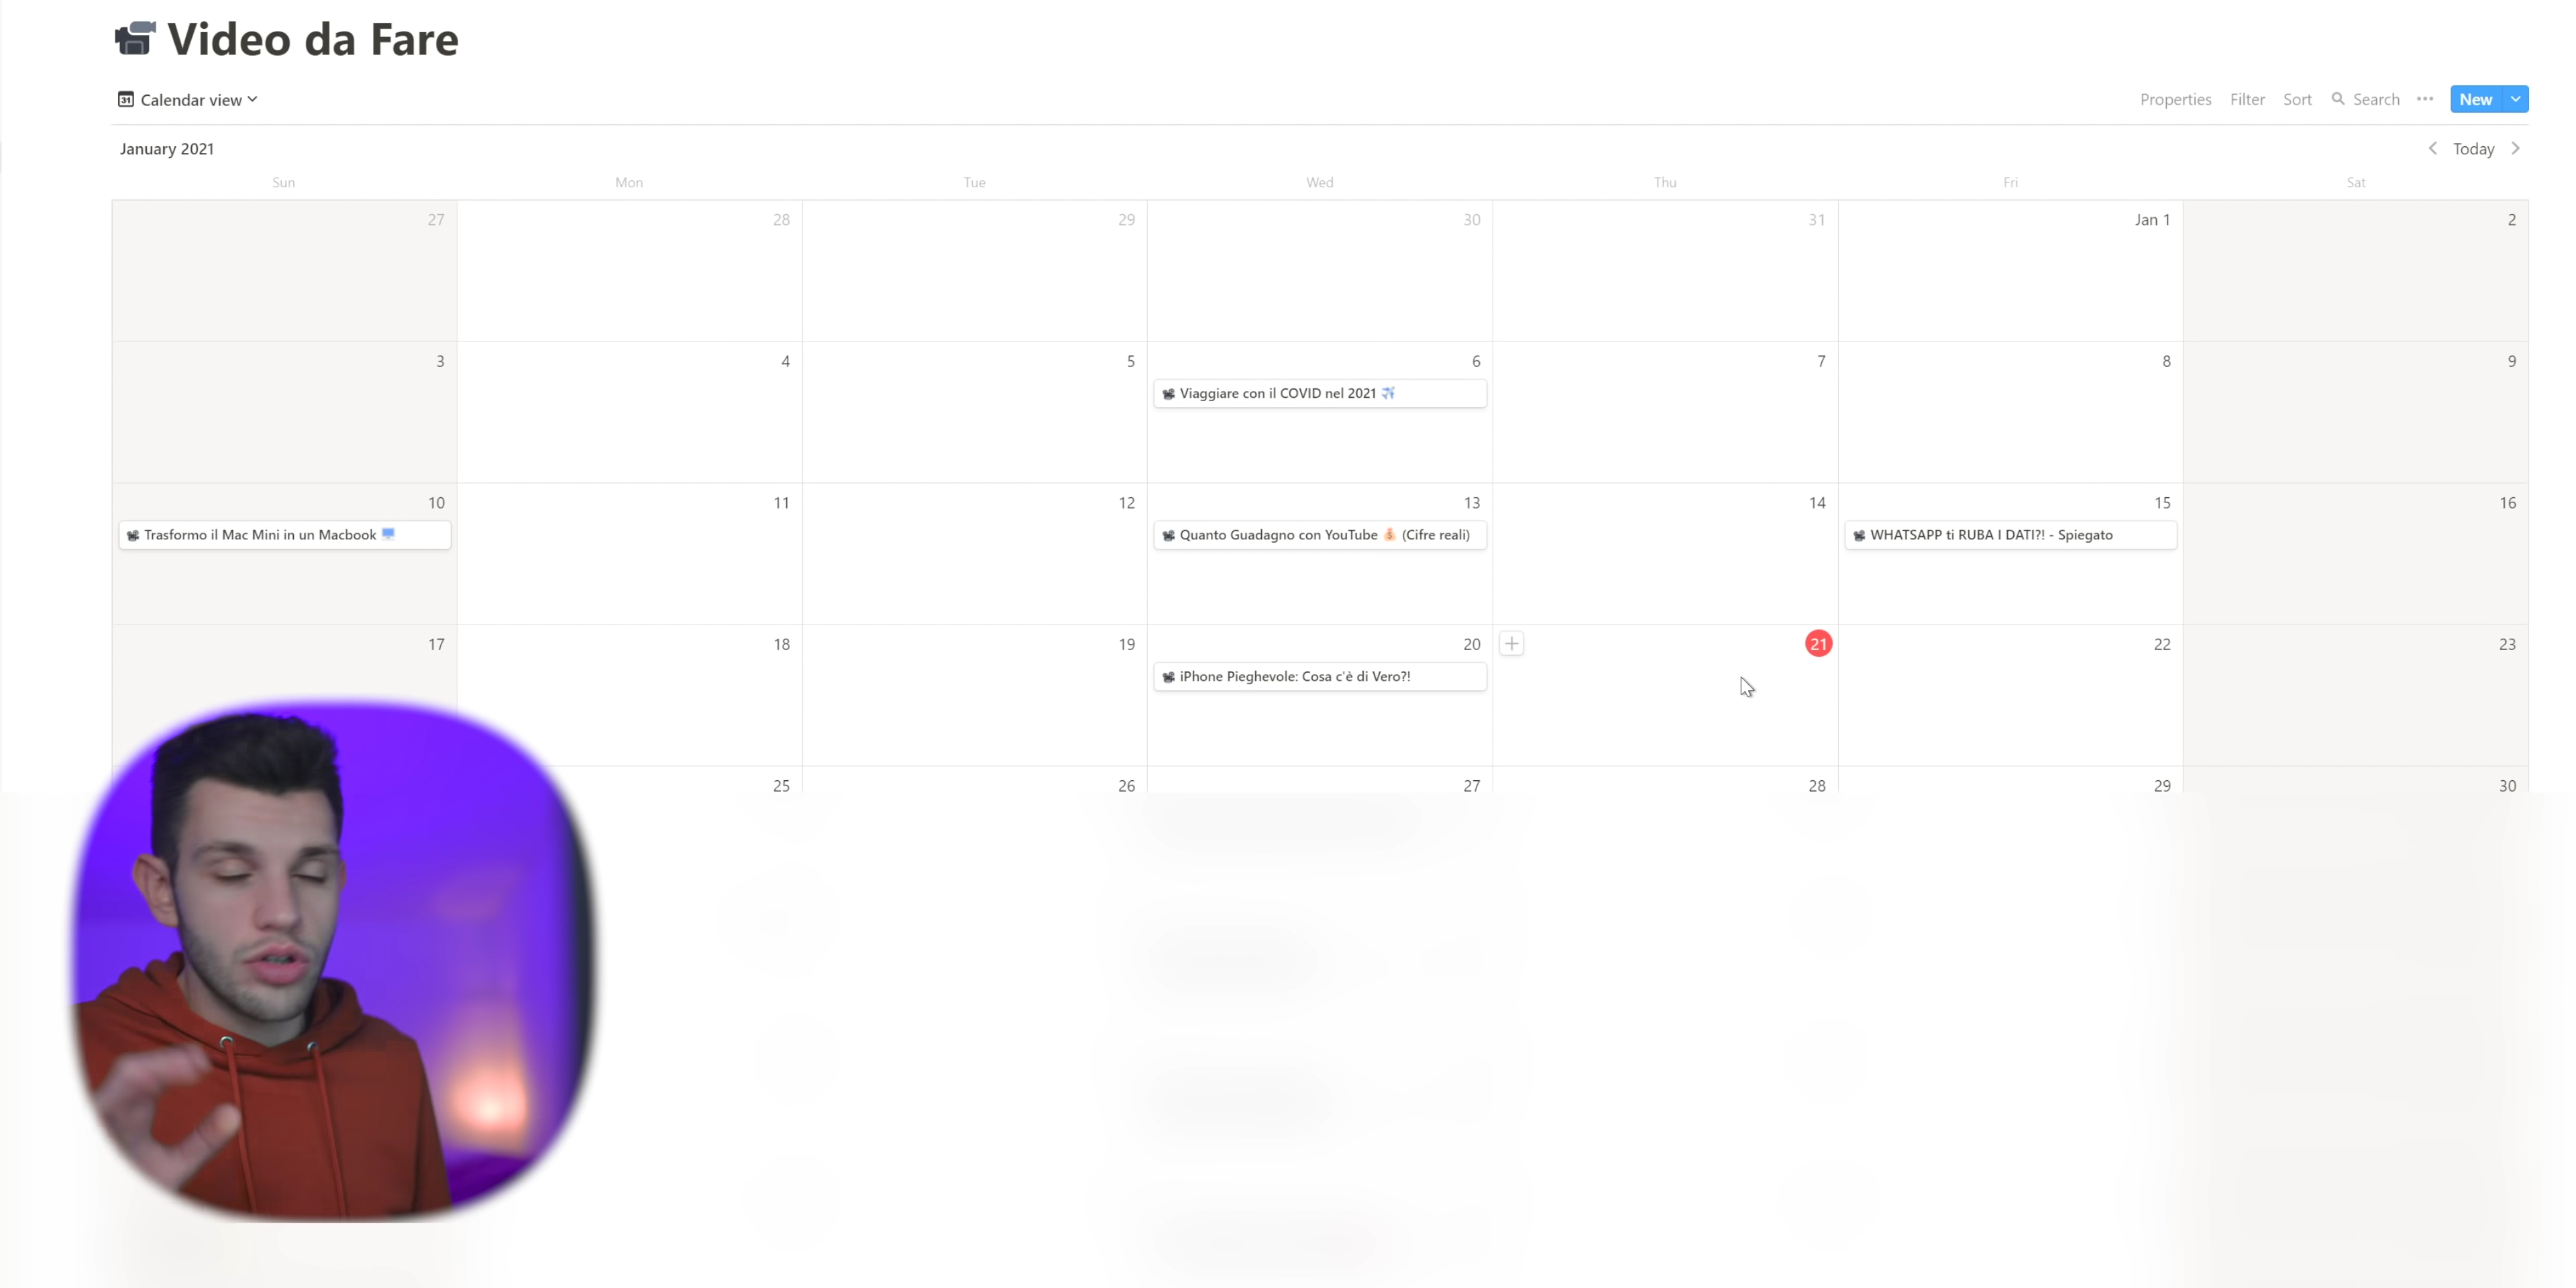 Video da Fare
31 Calendar view
Properties Filter Sort Search New
January 2021
Today
Sun Mon Tue Wed Thu Fri Sat
27 28 29 30 31 Jan 1 2
3 4 5 6 7 8 9
Viaggiare con il COVID nel 2021
10 11 12 13 14 15 16
Trasformo il Mac Mini in un Macbook
Quanto Guadagno con YouTube (Cifre reali)
WHATSAPP ti RUBA I DATI?! - Spiegato
17 18 19 20 21 22 23
iPhone Pieghevole: Cosa c'è di Vero?!
25 26 27 28 29 30